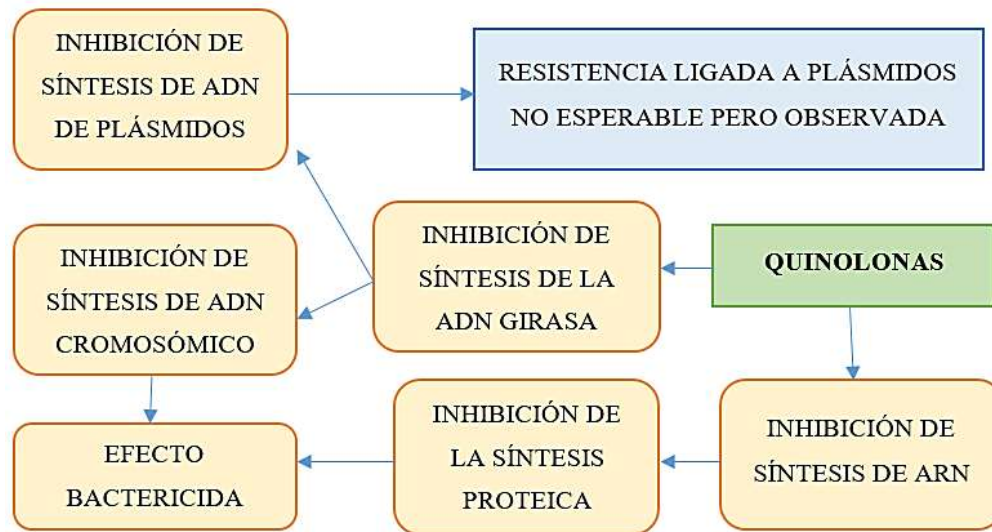 INHIBICIÓN DE
SÍNTESIS DE ADN
DE PLÁSMIDOS
RESISTENCIA LIGADA A PLÁSMIDOS
NO ESPERABLE PERO OBSERVADA
INHIBICIÓN DE
SÍNTESIS DE ADN
CROMOSÓMICO
INHIBICIÓN DE
SÍNTESIS DE LA
ADN GIRASA
QUINOLONAS
EFECTO
BACTERICIDA
INHIBICIÓN DE
LA SÍNTESIS
PROTEICA
INHIBICIÓN DE
SÍNTESIS DE ARN